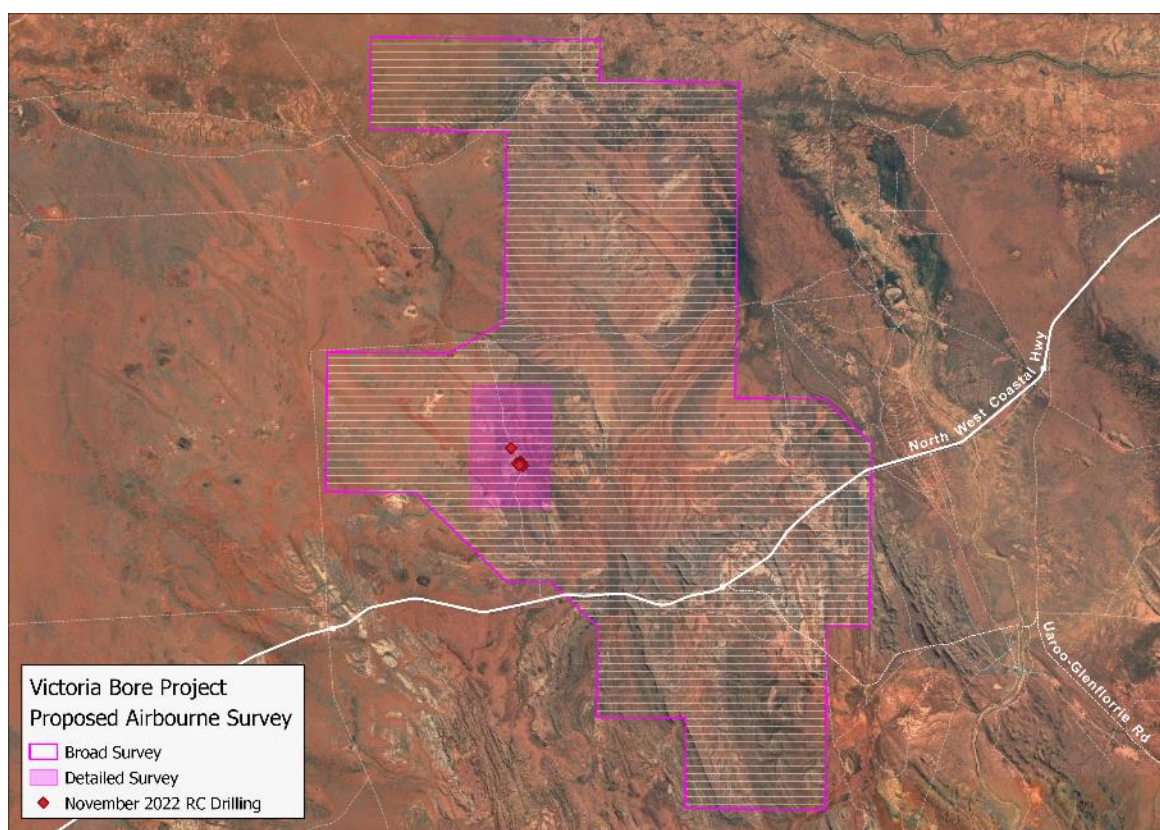 North West Coastal Hwy
Uaroo-Glenflorrie Rd
Victoria Bore Project
Proposed Airbourne Survey
Broad Survey
Detailed Survey
November 2022 RC Drilling